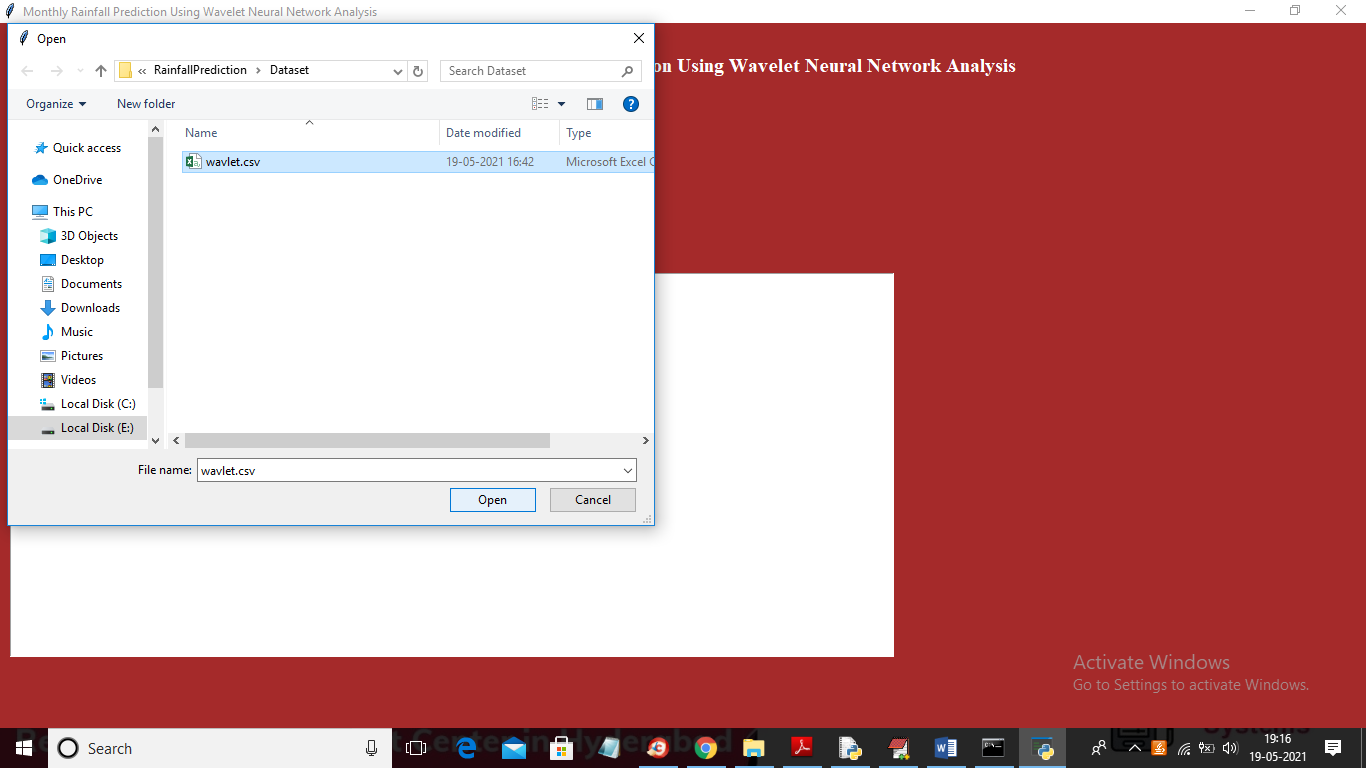 Monthly Rainfall Prediction Using Wavelet Neural Network Analysis
Open
« RainfallPrediction > Dataset
Search Dataset
on Using Wavelet Neural Network Analysis
Organize
New folder
Name
Date modified
Type
wavlet.csv
19-05-2021 16:42
Microsoft Excel C
Quick access
OneDrive
This PC
3D Objects
Desktop
Documents
Downloads
Music
Pictures
Videos
Local Disk (C:)
Local Disk (E:)
File name:
wavlet.csv
Open
Cancel
Activate Windows
Go to Settings to activate Windows.
Search
19:16
19-05-2021